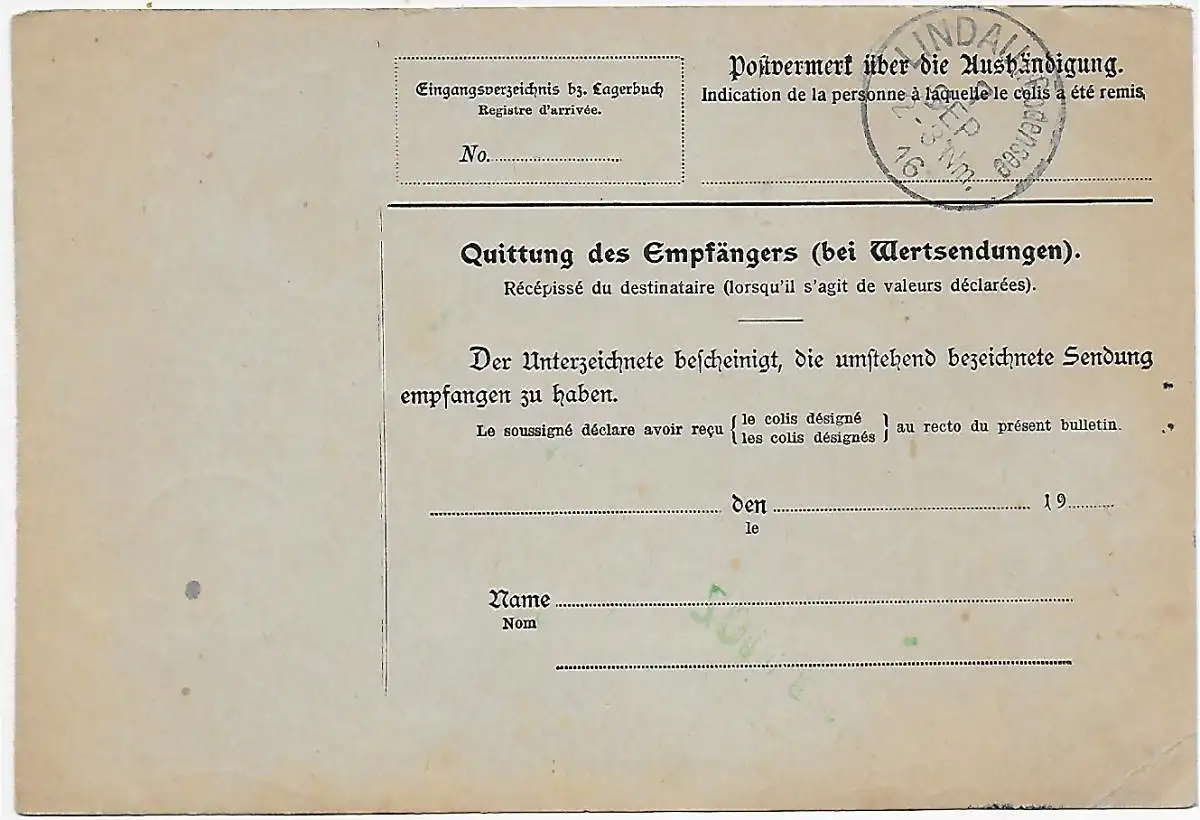 Eingangsverzeichnis bz. Lagerbuch
Registre d'arrivée.
No.
Postvermerk über die Aushändigung.
Indication de la personne à laquelle le colis a été remis
LINDAU Bodensee
SEP
2-3 Nm.
16
Quittung des Empfängers (bei Wertsendungen).
Récépissé du destinataire (lorsqu'il s'agit de valeurs déclarées).
Der Unterzeichnete bescheinigt, die umstehend bezeichnete Sendung
empfangen zu haben.
Le soussigné déclare avoir reçu { le colis désigné / les colis désignés } au recto du présent bulletin.
den 19
le
Name
Nom